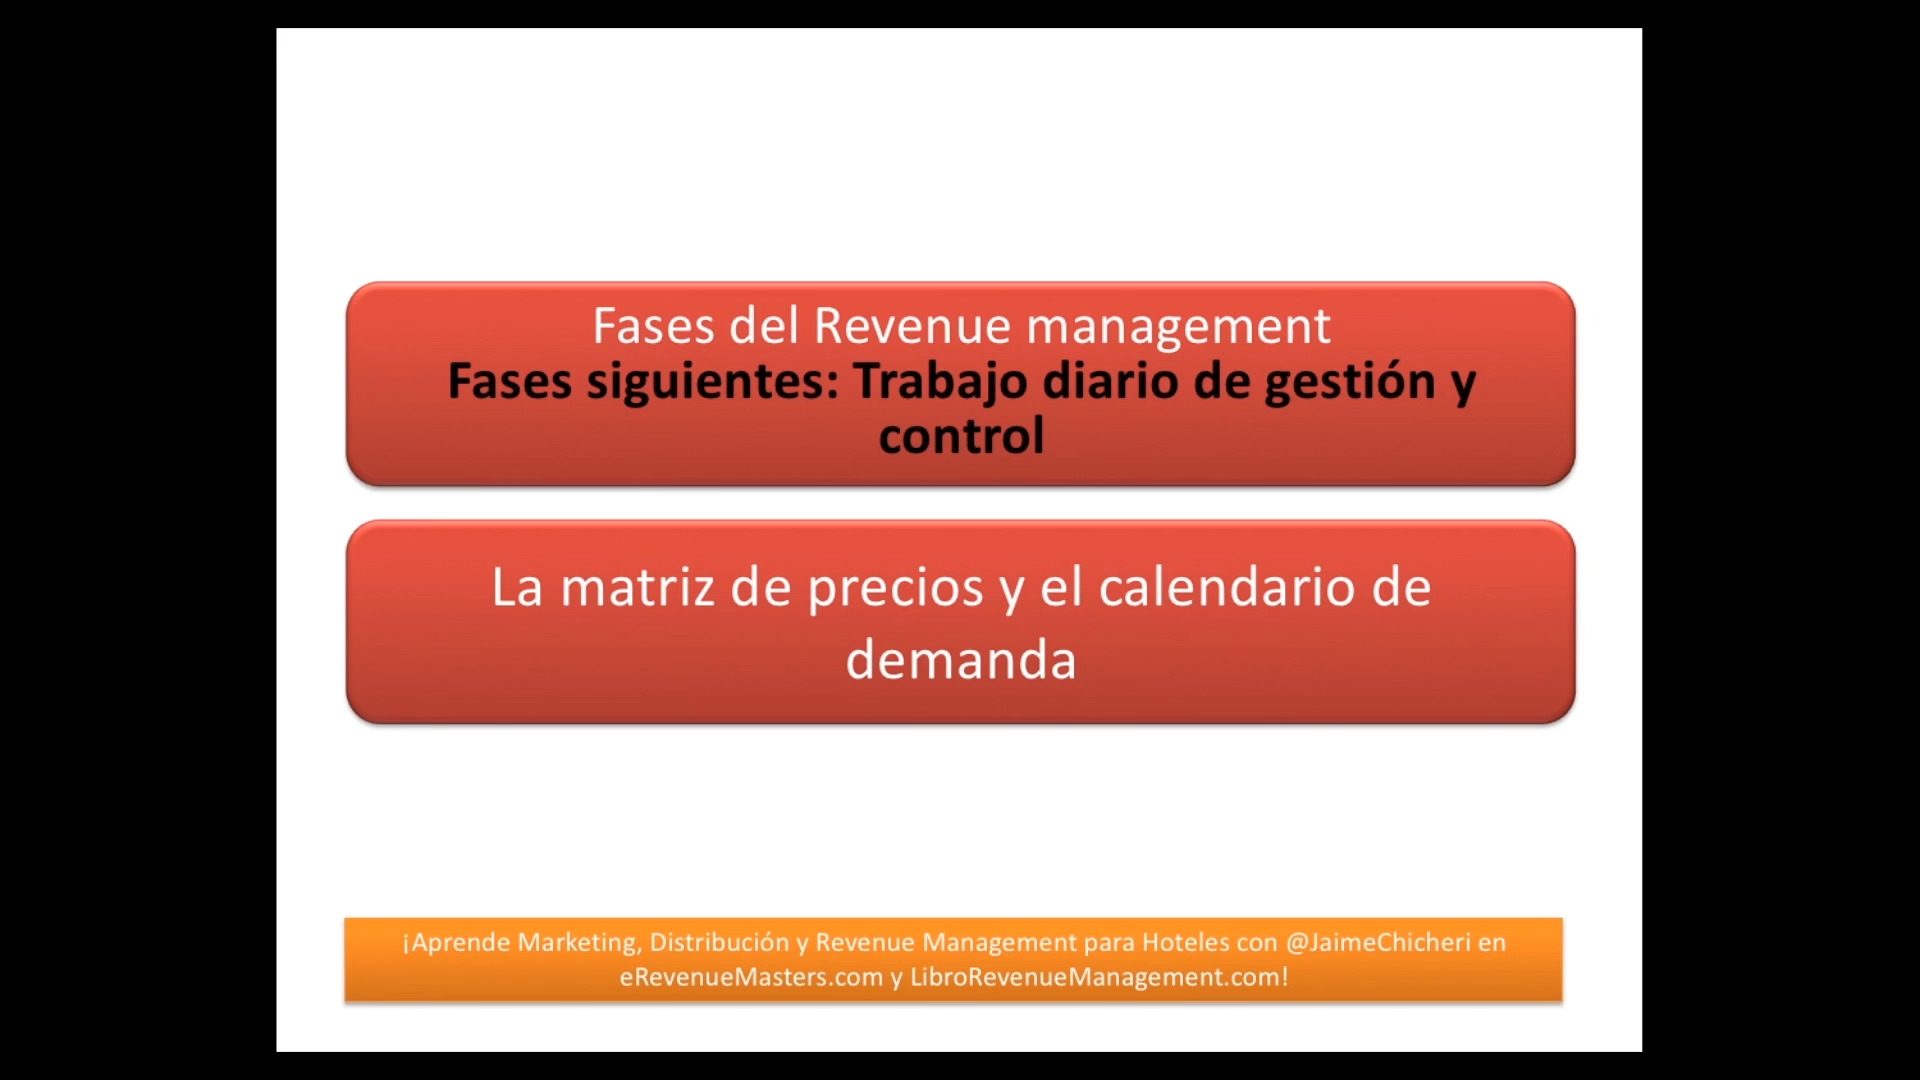 Fases del Revenue management
Fases siguientes: Trabajo diario de gestión y
control
La matriz de precios y el calendario de
demanda
¡Aprende Marketing, Distribución y Revenue Management para Hoteles con @JaimeChicheri en
eRevenueMasters.com y LibroRevenueManagement.com!